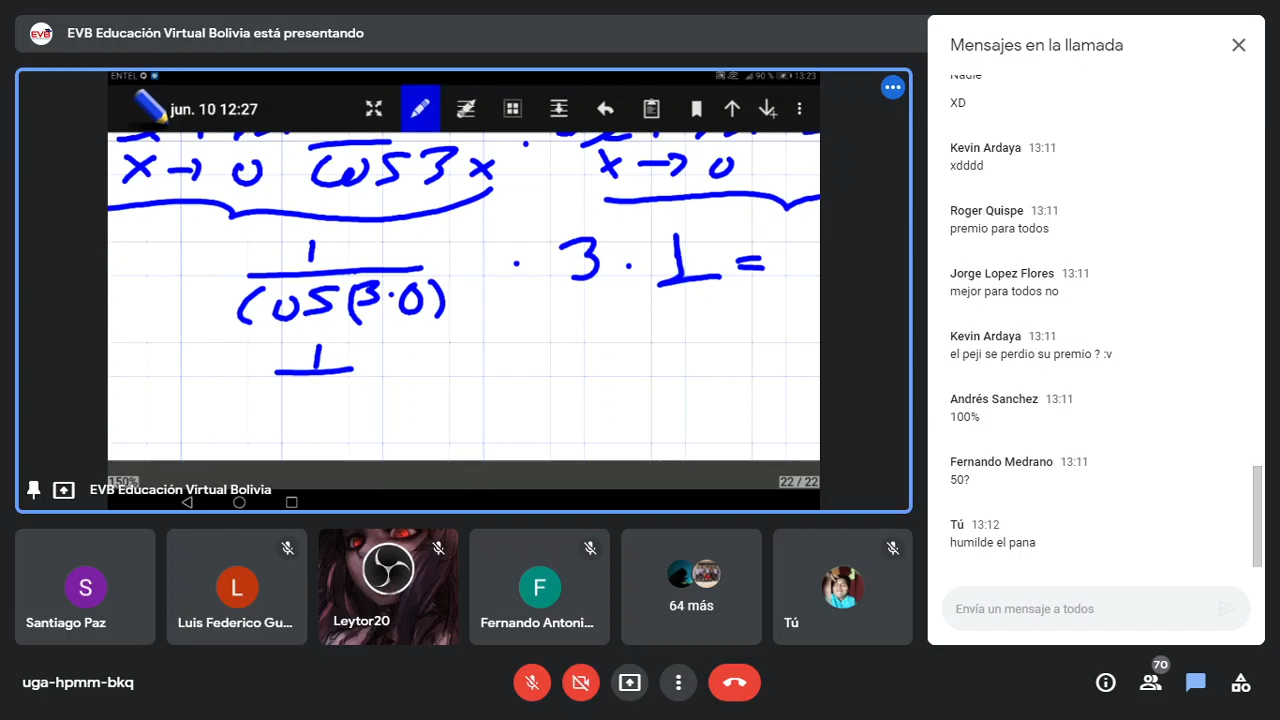 EVB Educación Virtual Bolivia está presentando
ENTEL
90 % 13:23
jun. 10 12:27
x → 0 cos 3x · x → 0
1 · 3 · 1 =
cos(3·0)
1
150%
22 / 22
EVB Educación Virtual Bolivia
S
Santiago Paz
L
Luis Federico Gu...
Leytor20
F
Fernando Antoni...
64 más
Tú
uga-hpmm-bkq
Mensajes en la llamada
Nadie
XD
Kevin Ardaya 13:11
xdddd
Roger Quispe 13:11
premio para todos
Jorge Lopez Flores 13:11
mejor para todos no
Kevin Ardaya 13:11
el peji se perdio su premio ? :v
Andrés Sanchez 13:11
100%
Fernando Medrano 13:11
50?
Tú 13:12
humilde el pana
Envía un mensaje a todos
70